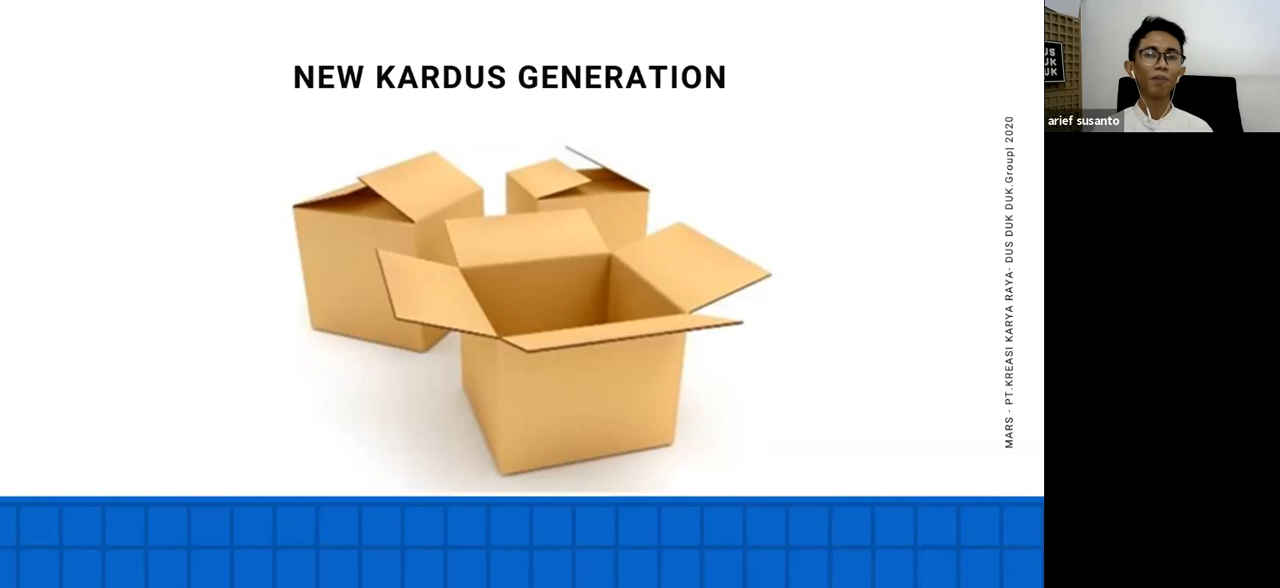 NEW KARDUS GENERATION
MARS - PT.KREASI KARYA RAYA- DUS DUK DUK.Group| 2020
arief susanto